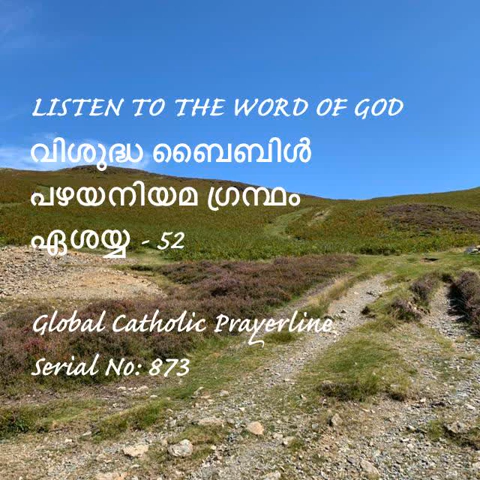 LISTEN TO THE WORD OF GOD
വിശുദ്ധ ബൈബിൾ
പഴയനിയമ ഗ്രന്ഥം
ഏശയ്യ - 52
Global Catholic Prayerline
Serial No: 873